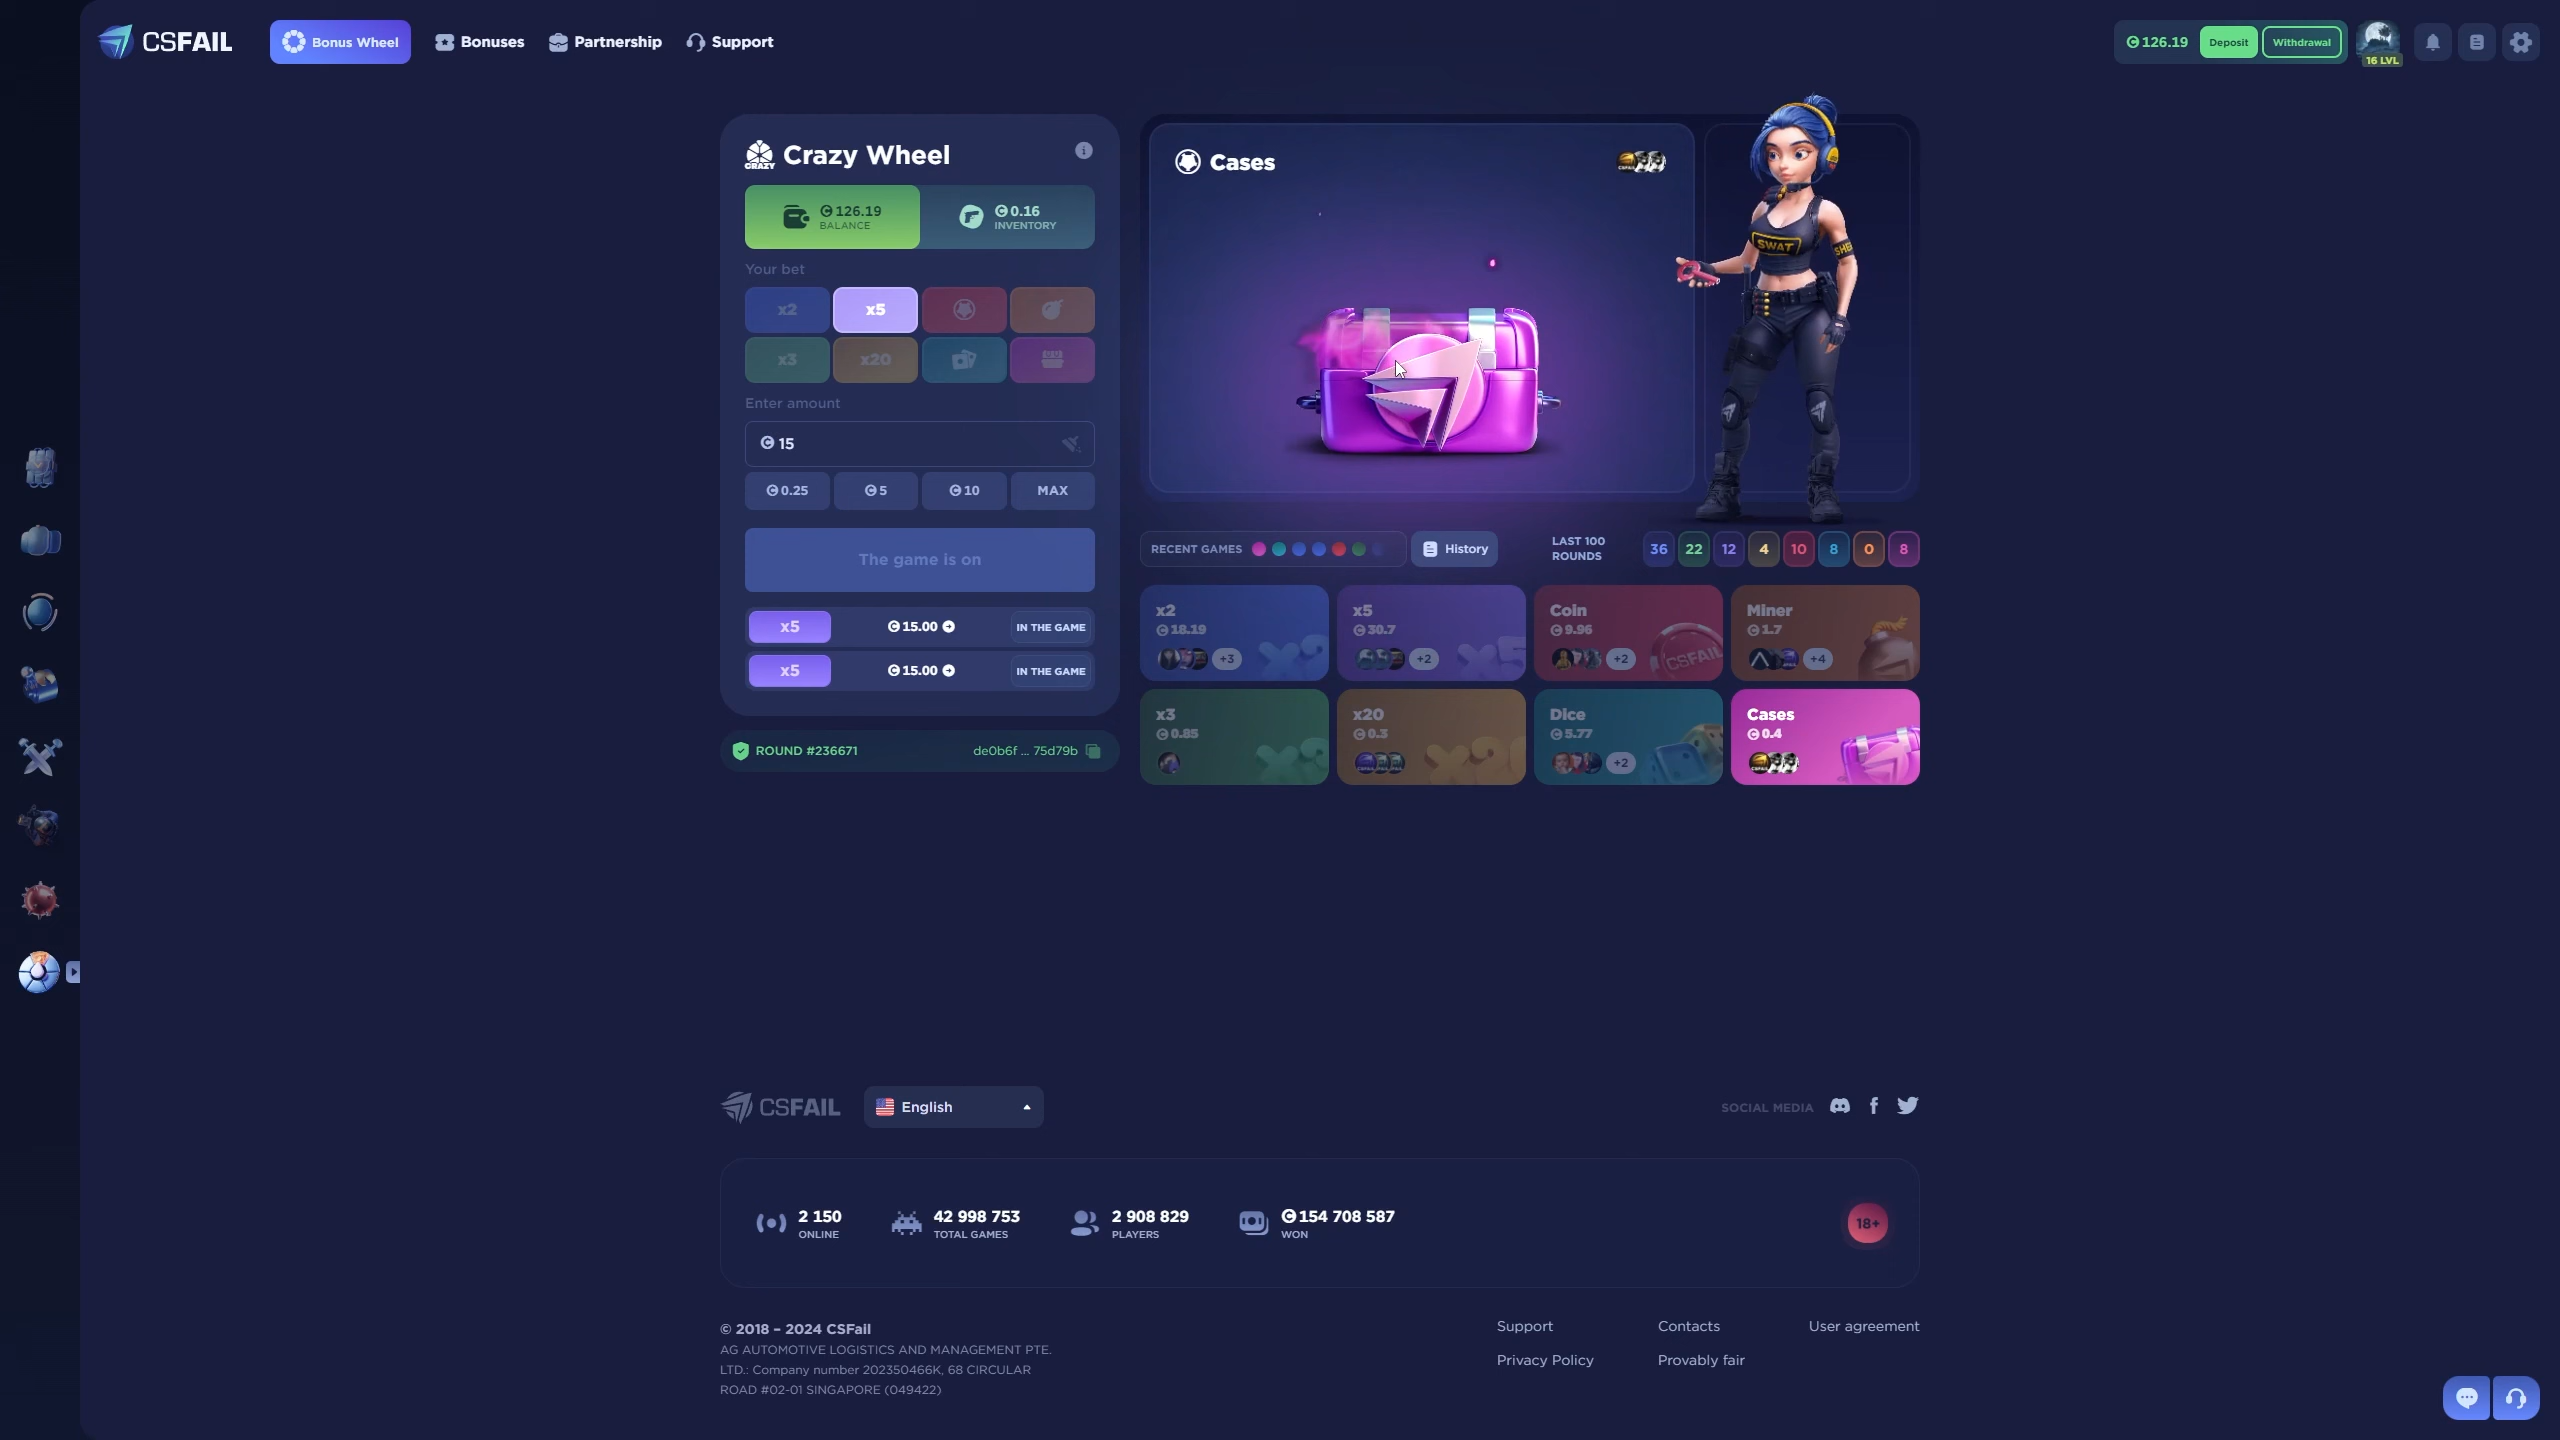 CSFAIL
Bonus Wheel
Bonuses
Partnership
Support
126.19
Deposit
Withdrawal
16 LVL
CRAZY
Crazy Wheel
126.19
BALANCE
0.16
INVENTORY
Your bet
x2
x5
x3
x20
Enter amount
15
0.25
5
10
MAX
The game is on
x5
15.00
IN THE GAME
x5
15.00
IN THE GAME
ROUND #236671
de0b6f ... 75d79b
Cases
SWAT
RECENT GAMES
History
LAST 100
ROUNDS
36
22
12
4
10
8
0
8
x2
18.19
+3
x2
x5
30.7
+2
x5
Coin
9.96
+2
CSFAIL
Miner
1.7
+4
x3
0.85
x3
x20
0.3
x20
Dice
5.77
+2
Cases
0.4
CSFAIL
English
SOCIAL MEDIA
2 150
ONLINE
42 998 753
TOTAL GAMES
2 908 829
PLAYERS
154 708 587
WON
18+
© 2018 – 2024 CSFail
AG AUTOMOTIVE LOGISTICS AND MANAGEMENT PTE.
LTD.: Company number 202350466K, 68 CIRCULAR
ROAD #02-01 SINGAPORE (049422)
Support
Contacts
User agreement
Privacy Policy
Provably fair